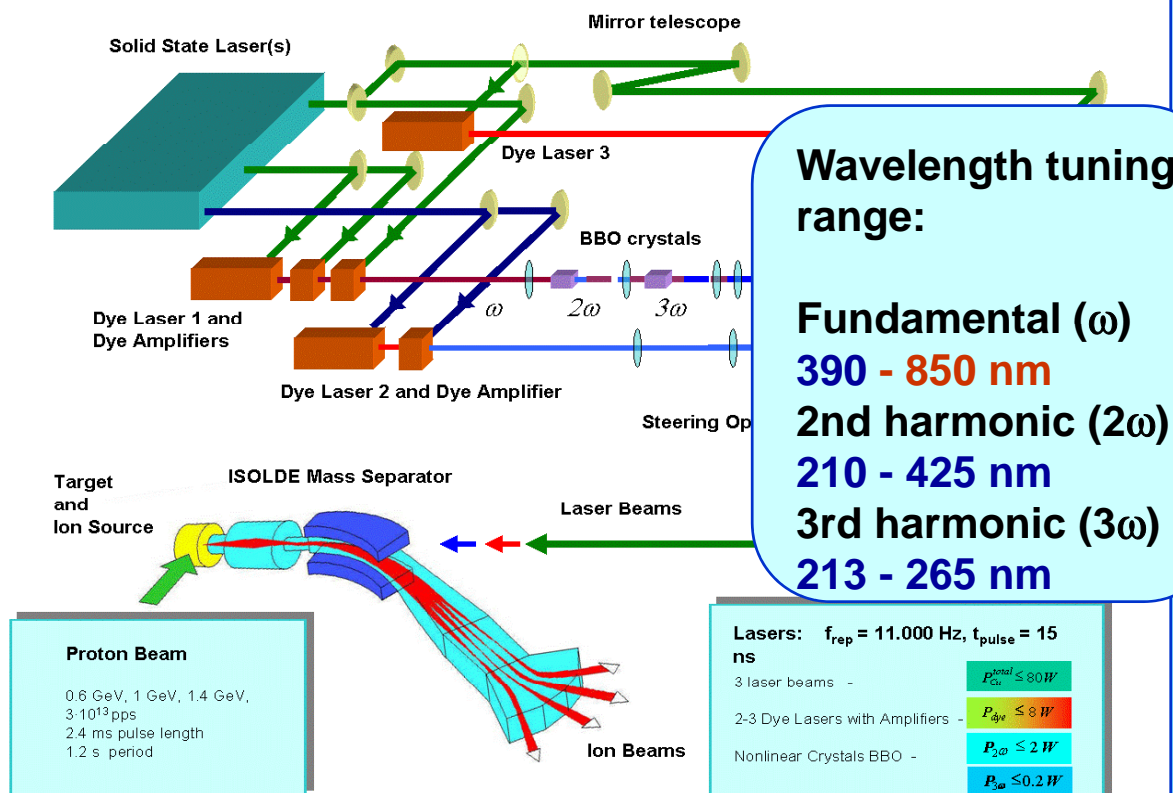 Mirror telescope
Solid State Laser(s)
Dye Laser 3
Wavelength tuning
range:
Fundamental (ω)
390 - 850 nm
2nd harmonic (2ω)
210 - 425 nm
3rd harmonic (3ω)
213 - 265 nm
BBO crystals
ω
2ω
3ω
Dye Laser 1 and
Dye Amplifiers
Dye Laser 2 and Dye Amplifier
Steering Op
Target
and
Ion Source
ISOLDE Mass Separator
Laser Beams
Ion Beams
Proton Beam
0.6 GeV, 1 GeV, 1.4 GeV,
3·10¹³ pps
2.4 ms pulse length
1.2 s period
Lasers: f_rep = 11.000 Hz, t_pulse = 15
ns
3 laser beams -
P_Cu^total ≤ 80 W
2-3 Dye Lasers with Amplifiers -
P_dye ≤ 8 W
Nonlinear Crystals BBO -
P_2ω ≤ 2 W
P_3ω ≤ 0.2 W